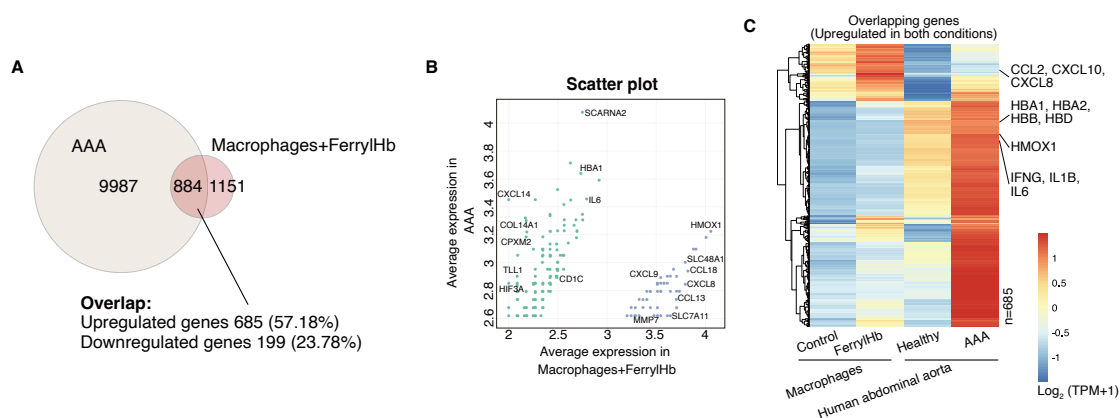 A
AAA
Macrophages+FerrylHb
9987
884
1151
Overlap:
Upregulated genes 685 (57.18%)
Downregulated genes 199 (23.78%)
B
Scatter plot
Average expression in
AAA
4
3.8
3.6
3.4
3.2
3
2.8
2.6
SCARNA2
HBA1
CXCL14
IL6
COL14A1
HMOX1
CPXM2
SLC48A1
TLL1
CXCL9
CCL18
CD1C
HIF3A
CXCL8
CCL13
MMP7
SLC7A11
2
2.5
3
3.5
4
Average expression in
Macrophages+FerrylHb
C
Overlapping genes
(Upregulated in both conditions)
CCL2, CXCL10,
CXCL8
HBA1, HBA2,
HBB, HBD
HMOX1
IFNG, IL1B,
IL6
n=685
1
0.5
0
-0,5
-1
Log2 (TPM+1)
Control
FerrylHb
Healthy
AAA
Macrophages
Human abdominal aorta